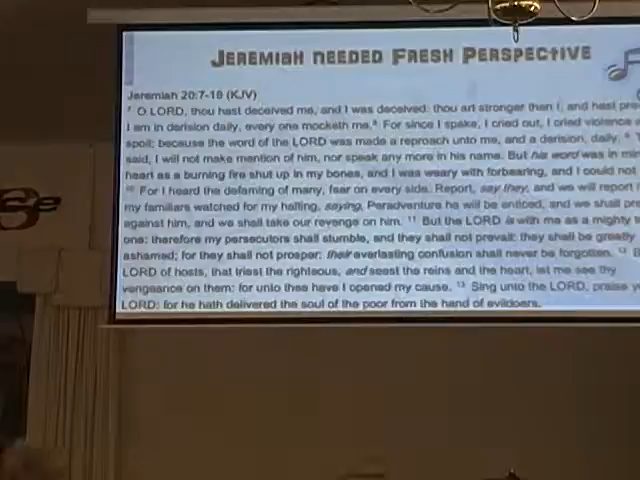 JEREMIAH NEEDED FRESH PERSPECTIVE
Jeremiah 20:7-18 (KJV)
7 O LORD, thou hast deceived me, and I was deceived: thou art stronger than I, and hast
I am in derision daily, every one mocketh me. 8 For since I spake, I cried out, I cried violence
spoil; because the word of the LORD was made a reproach unto me, and a derision, daily.
said, I will not make mention of him, nor speak any more in his name. But his word was in
heart as a burning fire shut up in my bones, and I was weary with forbearing, and I could not
10 For I heard the defaming of many, fear on every side. Report, say they, and we will report
my familiars watched for my halting, saying, Peradventure he will be enticed, and we shall
against him, and we shall take our revenge on him. 11 But the LORD is with me as a mighty
one: therefore my persecutors shall stumble, and they shall not prevail: they shall be greatly
ashamed; for they shall not prosper: their everlasting confusion shall never be forgotten. 12
LORD of hosts, that triest the righteous, and seest the reins and the heart, let me see thy
vengeance on them: for unto thee have I opened my cause. 13 Sing unto the LORD, praise
LORD: for he hath delivered the soul of the poor from the hand of evildoers.